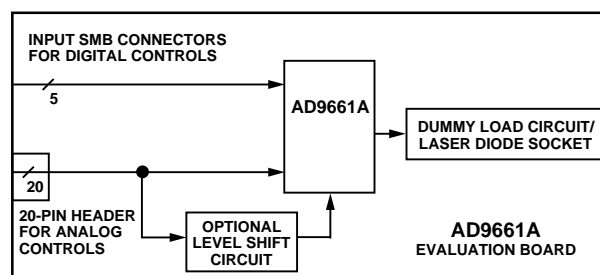 INPUT SMB CONNECTORS
FOR DIGITAL CONTROLS
5
AD9661A
DUMMY LOAD CIRCUIT/
LASER DIODE SOCKET
20
20-PIN HEADER
FOR ANALOG
CONTROLS
OPTIONAL
LEVEL SHIFT
CIRCUIT
AD9661A
EVALUATION BOARD